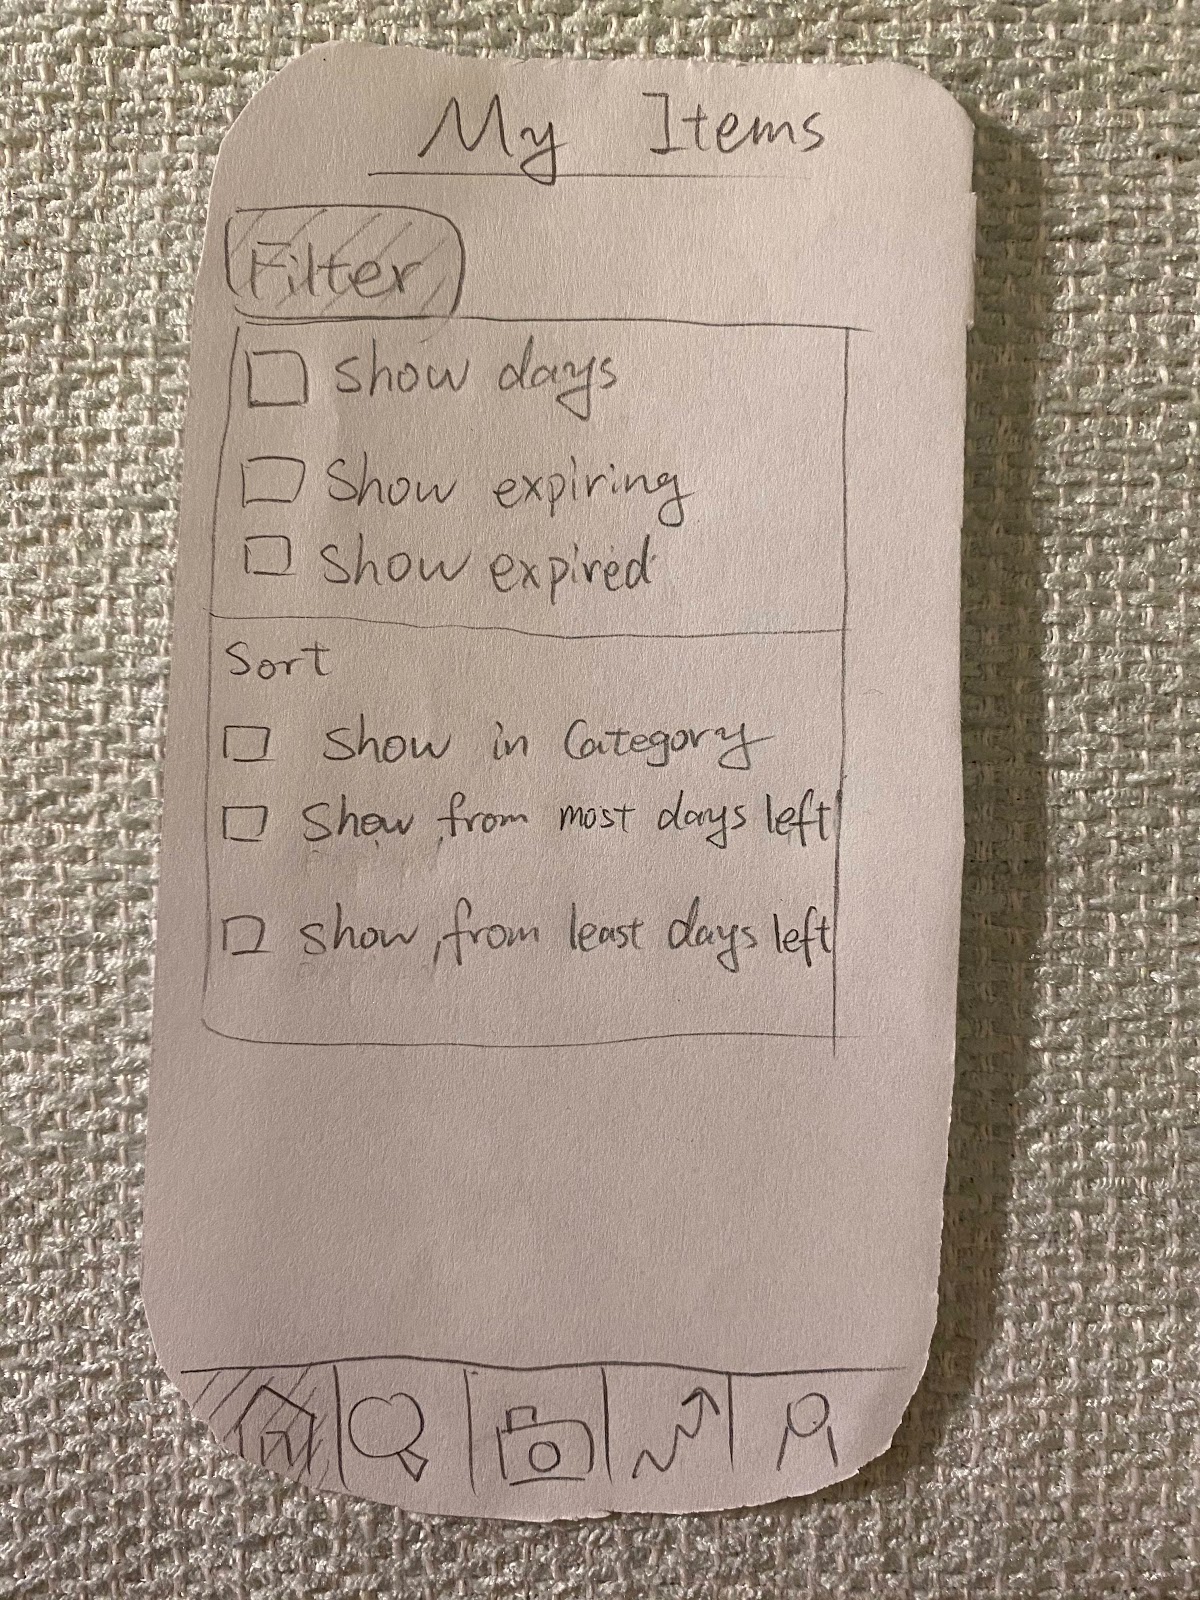 My Items
Filter
Show days
Show expiring
Show expired
Sort
Show in Category
Show from most days left
Show from least days left